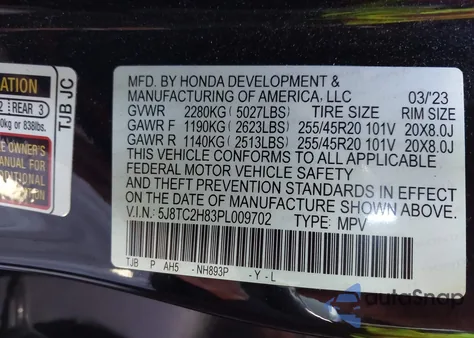 ATION
2 REAR 3
0kg or 838lbs.
E OWNER'S
MANUAL FOR
ADDITIONAL
TJB JC
MFD. BY HONDA DEVELOPMENT &
MANUFACTURING OF AMERICA, LLC 03/'23
GVWR 2280KG ( 5027LBS) TIRE SIZE RIM SIZE
GAWR F 1190KG (2623LBS) 255/45R20 101V 20X8.0J
GAWR R 1140KG (2513LBS) 255/45R20 101V 20X8.0J
THIS VEHICLE CONFORMS TO ALL APPLICABLE
FEDERAL MOTOR VEHICLE SAFETY
AND THEFT PREVENTION STANDARDS IN EFFECT
ON THE DATE OF MANUFACTURE SHOWN ABOVE.
V.I.N.: 5J8TC2H83PL009702 TYPE: MPV
TJB P AH5 -NH893P -Y-L
AutoSnap